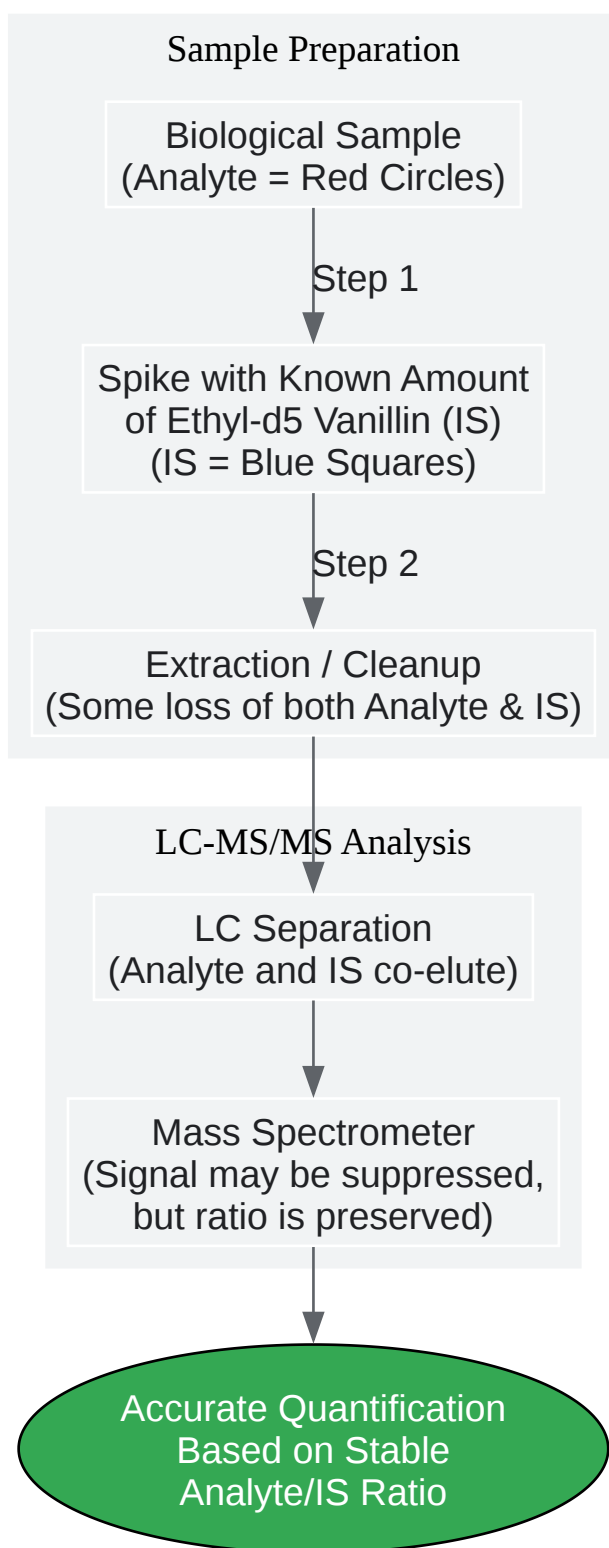 Sample Preparation
Biological Sample
(Analyte = Red Circles)
Step 1
Spike with Known Amount
of Ethyl-d5 Vanillin (IS)
(IS = Blue Squares)
Step 2
Extraction / Cleanup
(Some loss of both Analyte & IS)
LC-MS/MS Analysis
LC Separation
(Analyte and IS co-elute)
Mass Spectrometer
(Signal may be suppressed,
but ratio is preserved)
Accurate Quantification
Based on Stable
Analyte/IS Ratio